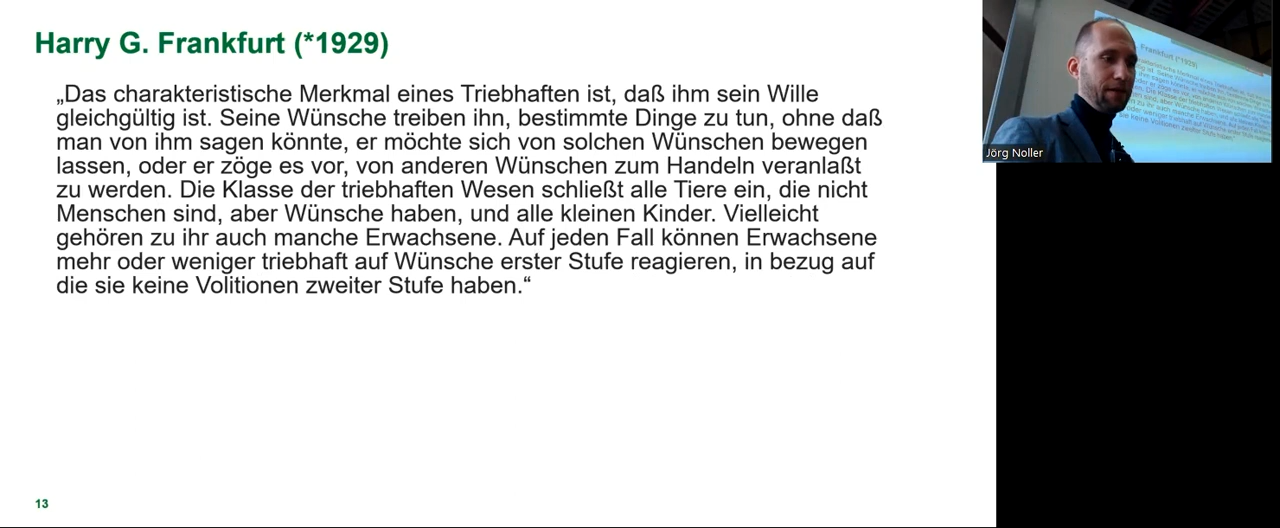 Harry G. Frankfurt (*1929)
„Das charakteristische Merkmal eines Triebhaften ist, daß ihm sein Wille
gleichgültig ist. Seine Wünsche treiben ihn, bestimmte Dinge zu tun, ohne daß
man von ihm sagen könnte, er möchte sich von solchen Wünschen bewegen
lassen, oder er zöge es vor, von anderen Wünschen zum Handeln veranlaßt
zu werden. Die Klasse der triebhaften Wesen schließt alle Tiere ein, die nicht
Menschen sind, aber Wünsche haben, und alle kleinen Kinder. Vielleicht
gehören zu ihr auch manche Erwachsene. Auf jeden Fall können Erwachsene
mehr oder weniger triebhaft auf Wünsche erster Stufe reagieren, in bezug auf
die sie keine Volitionen zweiter Stufe haben.“
13
Frankfurt (*1929)
Jörg Noller